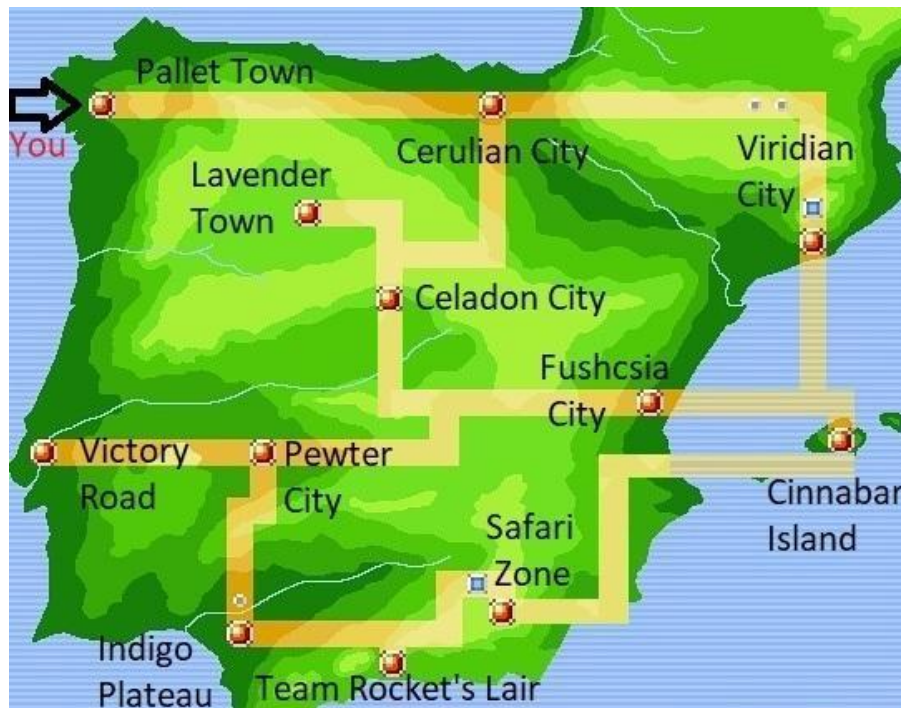 Pallet Town
You
Cerulian City
Viridian
City
Lavender
Town
Celadon City
Fushcsia
City
Victory
Road
Pewter
City
Cinnabar
Island
Safari
Zone
Indigo
Plateau
Team Rocket's Lair